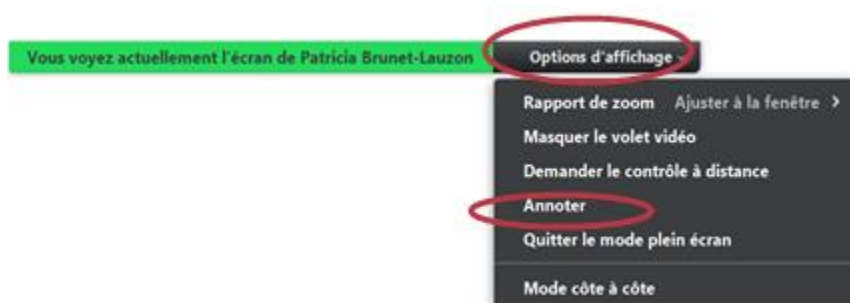 Vous voyez actuellement l'écran de Patricia Brunet-Lauzon Options d'affichage
Rapport de zoom Ajuster à la fenêtre >
Masquer le volet vidéo
Demander le contrôle à distance
Annoter
Quitter le mode plein écran
Mode côte à côte